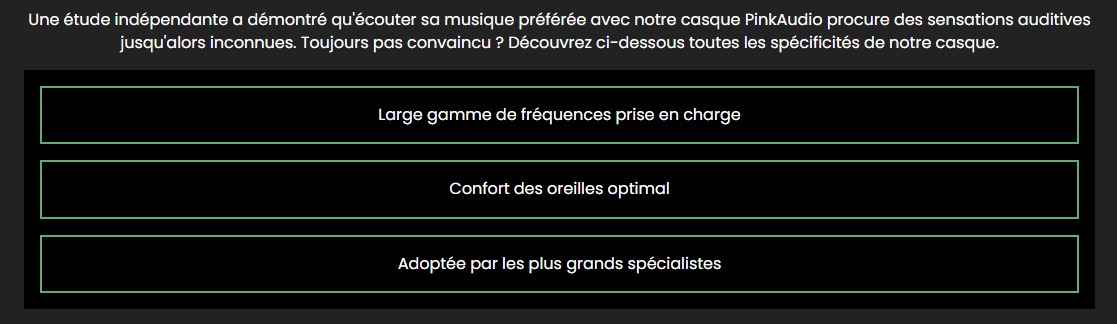 Une étude indépendante a démontré qu'écouter sa musique préférée avec notre casque PinkAudio procure des sensations auditives
jusqu'alors inconnues. Toujours pas convaincu ? Découvrez ci-dessous toutes les spécificités de notre casque.
Large gamme de fréquences prise en charge
Confort des oreilles optimal
Adoptée par les plus grands spécialistes